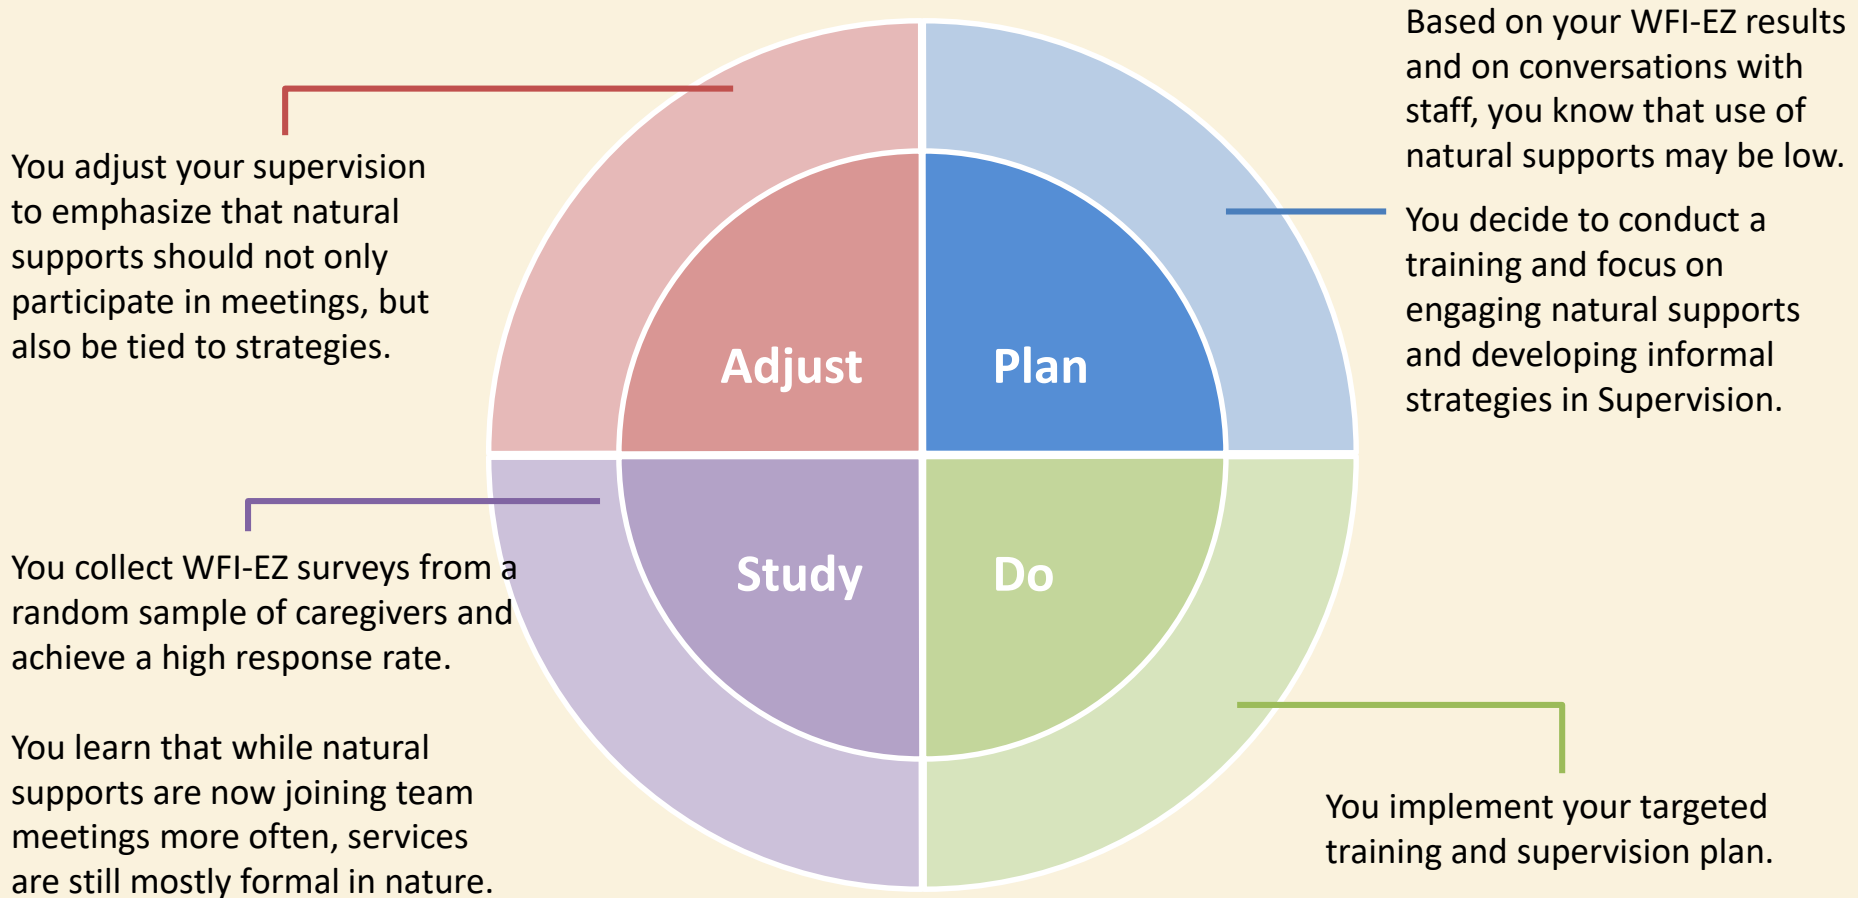 Based on your WFI-EZ results
and on conversations with
staff, you know that use of
natural supports may be low.
You decide to conduct a
training and focus on
engaging natural supports
and developing informal
strategies in Supervision.
You adjust your supervision
to emphasize that natural
supports should not only
participate in meetings, but
also be tied to strategies.
Adjust
Plan
Study
Do
You collect WFI-EZ surveys from a
random sample of caregivers and
achieve a high response rate.
You learn that while natural
supports are now joining team
meetings more often, services
are still mostly formal in nature.
You implement your targeted
training and supervision plan.